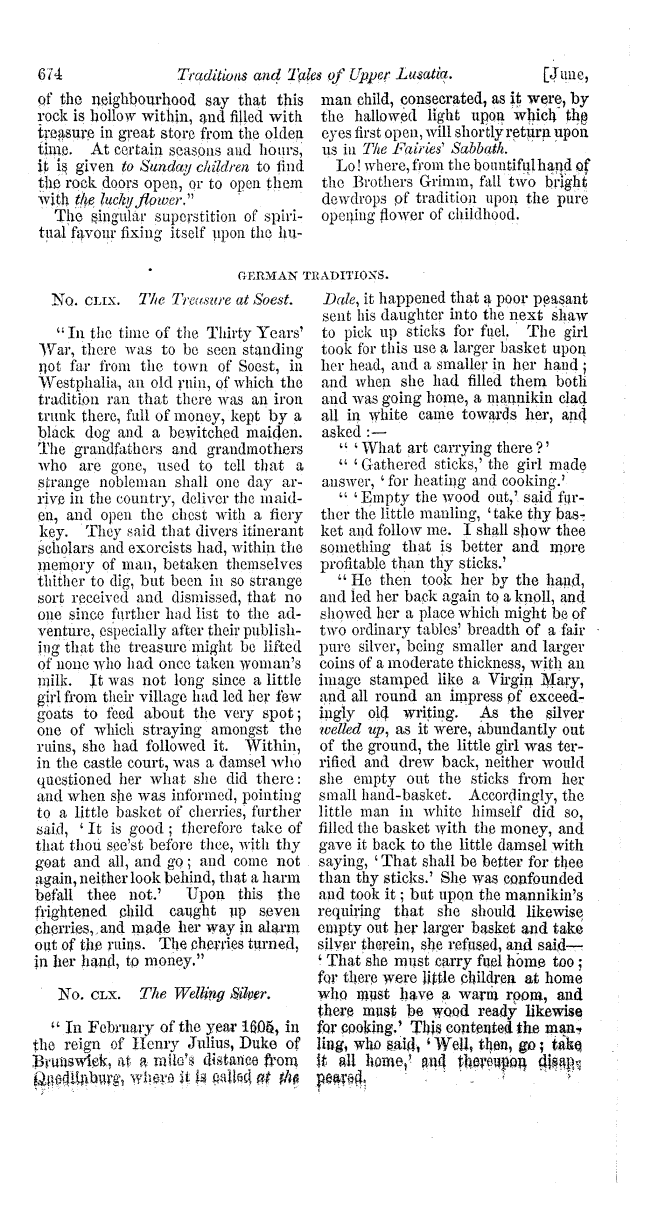 674 Traditions and Tales of Upper Lusatia. [June,
of the neighbourhood say that this
rock is hollow within, and filled with
treasure in great store from the olden
time. At certain seasons and hours,
it is given to Sunday children to find
the rock doors open, or to open them
with the lucky flower."
The singular superstition of spiri-
tual favour fixing itself upon the hu-
man child, consecrated, as it were, by
the hallowed light upon which the
eyes first open, will shortly return upon
us in The Fairies' Sabbath.
Lo! where, from the bountiful hand of
the Brothers Grimm, fall two bright
dewdrops of tradition upon the pure
opening flower of childhood.
GERMAN TRADITIONS.
No. CLIX. The Treasure at Soest.
"In the time of the Thirty Years'
War, there was to be seen standing
not far from the town of Soest, in
Westphalia, an old ruin, of which the
tradition ran that there was an iron
trunk there, full of money, kept by a
black dog and a bewitched maiden.
The grandfathers and grandmothers
who are gone, used to tell that a
strange nobleman shall one day ar-
rive in the country, deliver the maid-
en, and open the chest with a fiery
key. They said that divers itinerant
scholars and exorcists had, within the
memory of man, betaken themselves
thither to dig, but been in so strange
sort received and dismissed, that no
one since further had list to the ad-
venture, especially after their publish-
ing that the treasure might be lifted
of none who had once taken woman's
milk. It was not long since a little
girl from their village had led her few
goats to feed about the very spot;
one of which straying amongst the
ruins, she had followed it. Within,
in the castle court, was a damsel who
questioned her what she did there:
and when she was informed, pointing
to a little basket of cherries, further
said, 'It is good; therefore take of
that thou see'st before thee, with thy
goat and all, and go; and come not
again, neither look behind, that a harm
befall thee not.' Upon this the
frightened child caught up seven
cherries, and made her way in alarm
out of the ruins. The cherries turned,
in her hand, to money."
No. CLX. The Welling Silver.
"In February of the year 1605, in
the reign of Henry Julius, Duke of
Brunswick, at a mile's distance from
Quedlinburg, where it is called at the
Dale, it happened that a poor peasant
sent his daughter into the next shaw
to pick up sticks for fuel. The girl
took for this use a larger basket upon
her head, and a smaller in her hand;
and when she had filled them both
and was going home, a mannikin clad
all in white came towards her, and
asked:—
"'What art carrying there?'
"'Gathered sticks,' the girl made
answer, 'for heating and cooking.'
"'Empty the wood out,' said fur-
ther the little manling, 'take thy bas-
ket and follow me. I shall show thee
something that is better and more
profitable than thy sticks.'
"He then took her by the hand,
and led her back again to a knoll, and
showed her a place which might be of
two ordinary tables' breadth of a fair
pure silver, being smaller and larger
coins of a moderate thickness, with an
image stamped like a Virgin Mary,
and all round an impress of exceed-
ingly old writing. As the silver
welled up, as it were, abundantly out
of the ground, the little girl was ter-
rified and drew back, neither would
she empty out the sticks from her
small hand-basket. Accordingly, the
little man in white himself did so,
filled the basket with the money, and
gave it back to the little damsel with
saying, 'That shall be better for thee
than thy sticks.' She was confounded
and took it; but upon the mannikin's
requiring that she should likewise
empty out her larger basket and take
silver therein, she refused, and said—
'That she must carry fuel home too;
for there were little children at home
who must have a warm room, and
there must be wood ready likewise
for cooking.' This contented the man-
ling, who said, 'Well, then, go; take
it all home,' and thereupon disap-
peared.